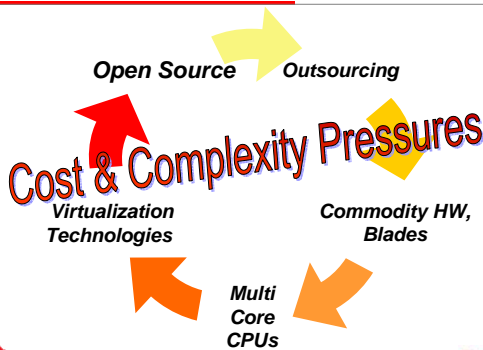 Open Source
Outsourcing
Cost & Complexity Pressures
Virtualization
Technologies
Commodity HW,
Blades
Multi
Core
CPUs